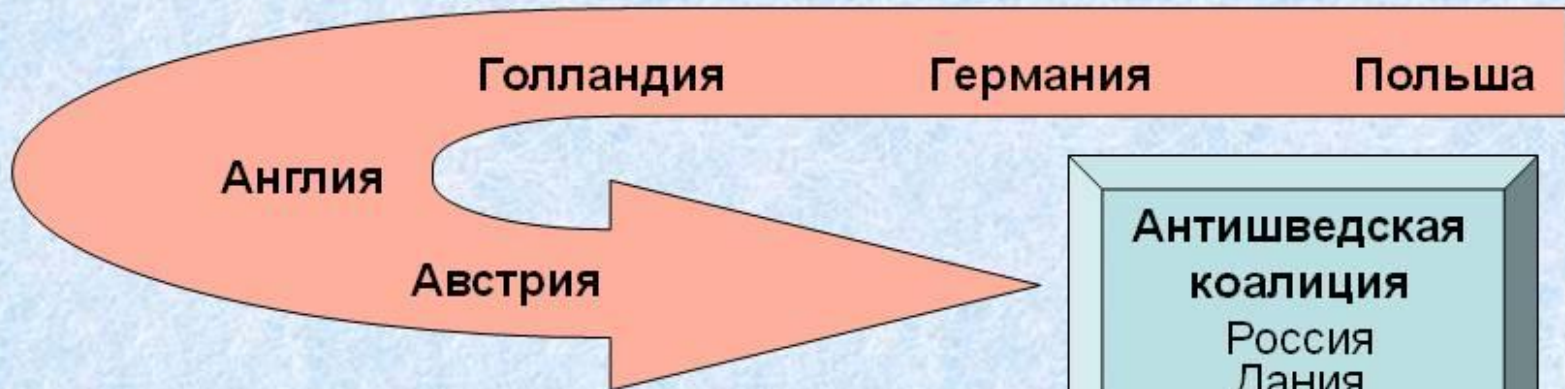 Голландия Германия Польша
Англия
Австрия
Антишведская
коалиция
Россия
Дания